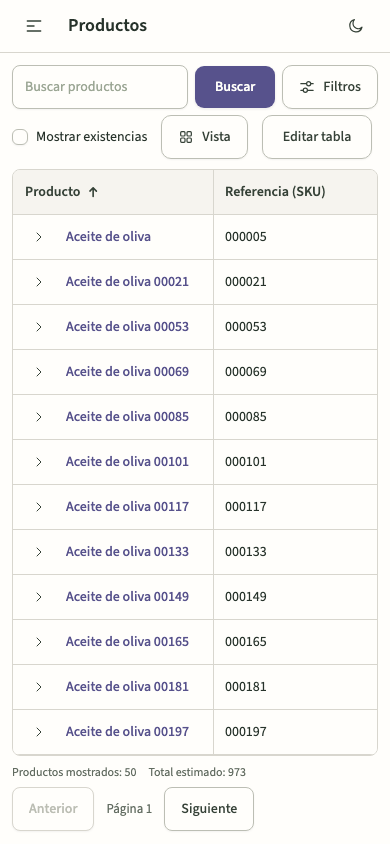 Productos
Buscar productos
Buscar
Filtros
Mostrar existencias
Vista
Editar tabla
Producto ↑ Referencia (SKU)
Aceite de oliva 000005
Aceite de oliva 00021 000021
Aceite de oliva 00053 000053
Aceite de oliva 00069 000069
Aceite de oliva 00085 000085
Aceite de oliva 00101 000101
Aceite de oliva 00117 000117
Aceite de oliva 00133 000133
Aceite de oliva 00149 000149
Aceite de oliva 00165 000165
Aceite de oliva 00181 000181
Aceite de oliva 00197 000197
Productos mostrados: 50 Total estimado: 973
Anterior Página 1 Siguiente